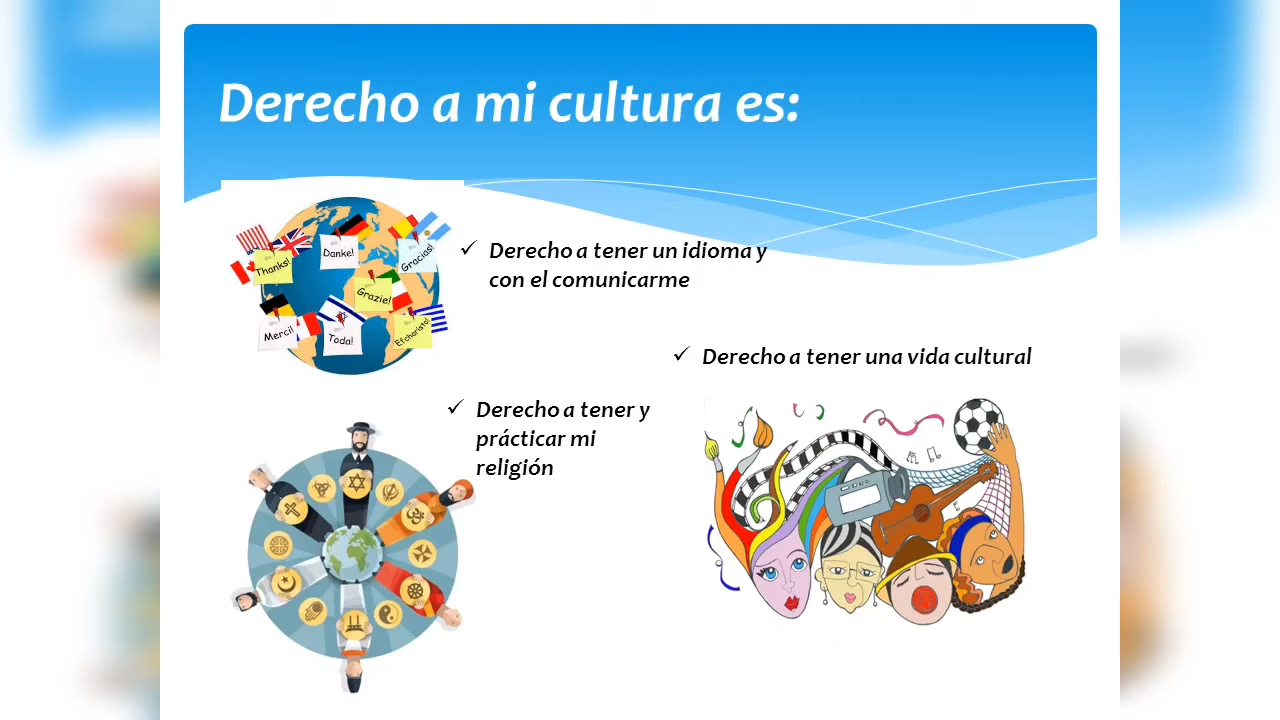 Derecho a mi cultura es:
Thanks!
Danke!
Gracias!
Grazie!
Merci!
Toda!
Efcharisto!
✓ Derecho a tener un idioma y
con el comunicarme
✓ Derecho a tener una vida cultural
✓ Derecho a tener y
prácticar mi
religión